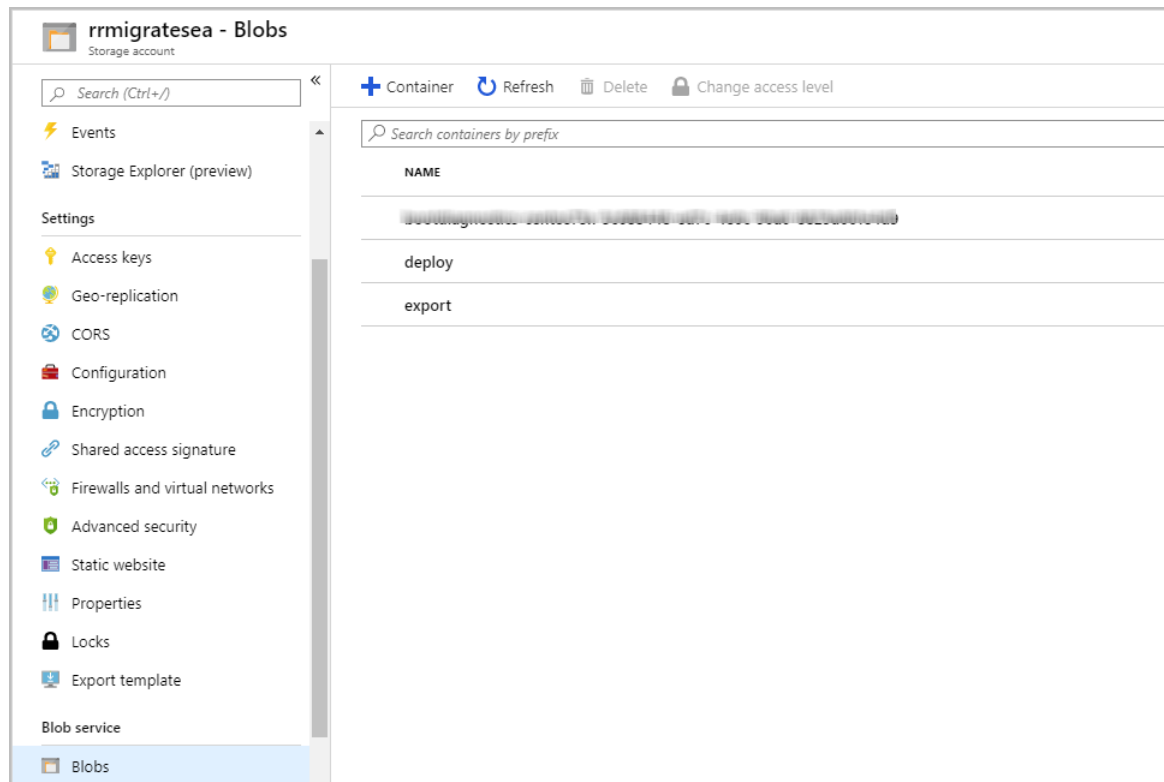 rrmigratesea - Blobs
Storage account
Search (Ctrl+/)
«
Events
Storage Explorer (preview)
Settings
Access keys
Geo-replication
CORS
Configuration
Encryption
Shared access signature
Firewalls and virtual networks
Advanced security
Static website
Properties
Locks
Export template
Blob service
Blobs
Container Refresh Delete Change access level
Search containers by prefix
NAME
deploy
export